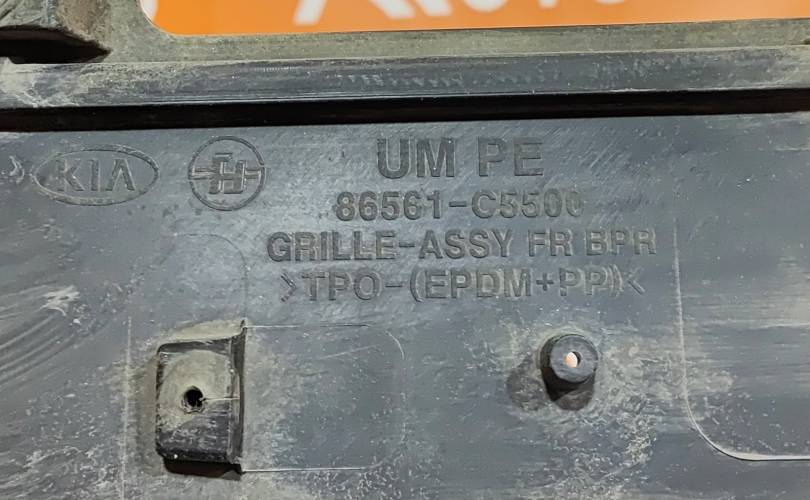 KIA
UM PE
86561-C5500
GRILLE-ASSY FR BPR
>TPO-(EPDM+PP)<